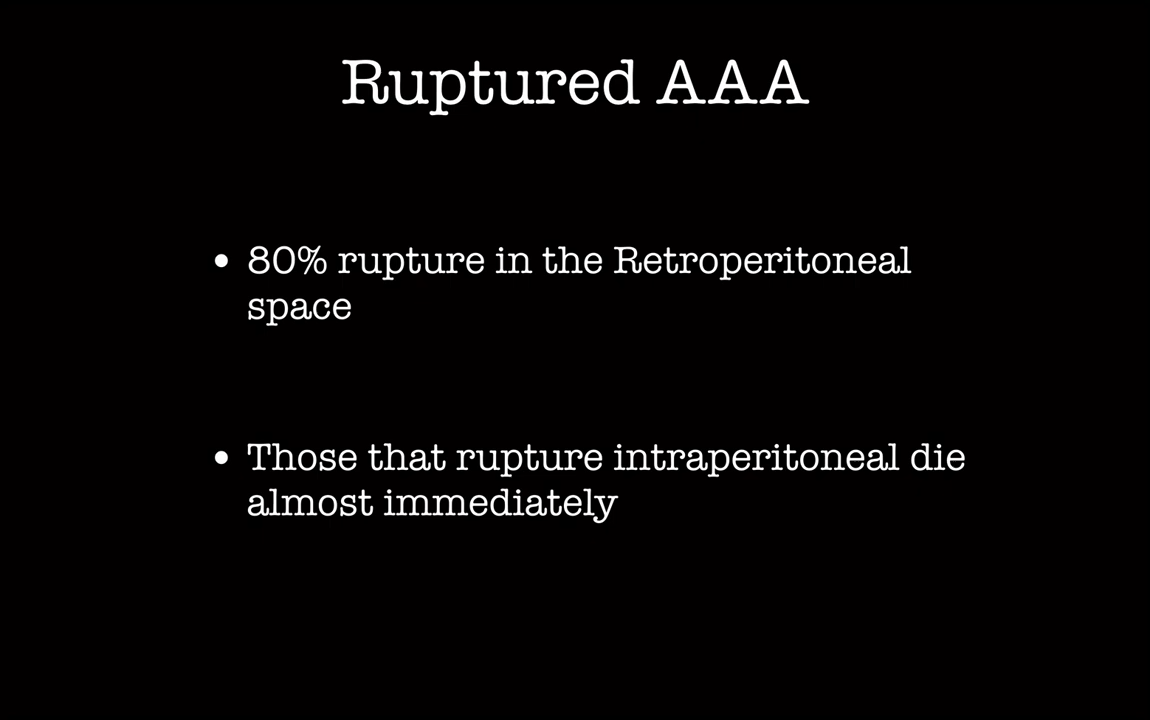 Ruptured AAA
• 80% rupture in the Retroperitoneal
space
• Those that rupture intraperitoneal die
almost immediately